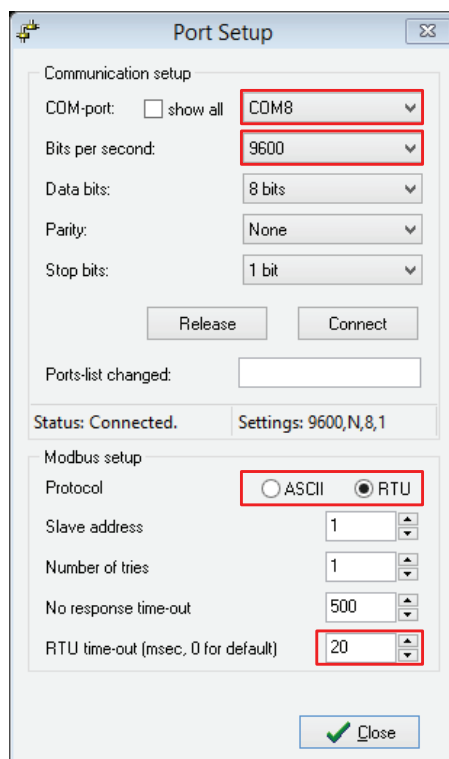 Port Setup
Communication setup
COM-port: show all COM8
Bits per second: 9600
Data bits: 8 bits
Parity: None
Stop bits: 1 bit
Release Connect
Ports-list changed:
Status: Connected. Settings: 9600,N,8,1
Modbus setup
Protocol ASCII RTU
Slave address 1
Number of tries 1
No response time-out 500
RTU time-out (msec, 0 for default) 20
Close